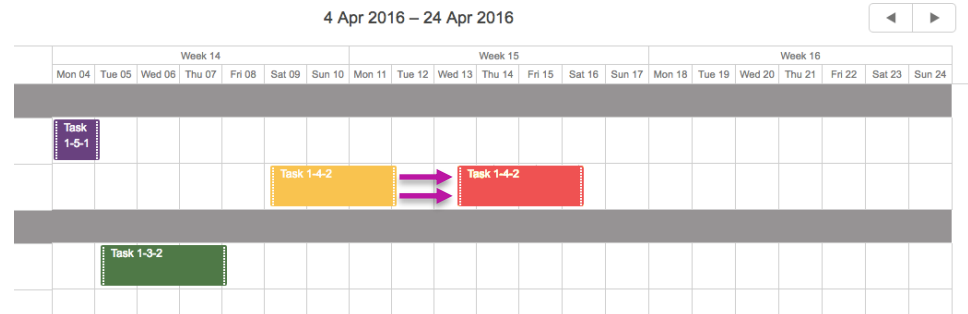 4 Apr 2016 – 24 Apr 2016
Week 14 Week 15 Week 16
Mon 04 Tue 05 Wed 06 Thu 07 Fri 08 Sat 09 Sun 10 Mon 11 Tue 12 Wed 13 Thu 14 Fri 15 Sat 16 Sun 17 Mon 18 Tue 19 Wed 20 Thu 21 Fri 22 Sat 23 Sun 24
Task
1-5-1
Task 1-4-2 Task 1-4-2
Task 1-3-2